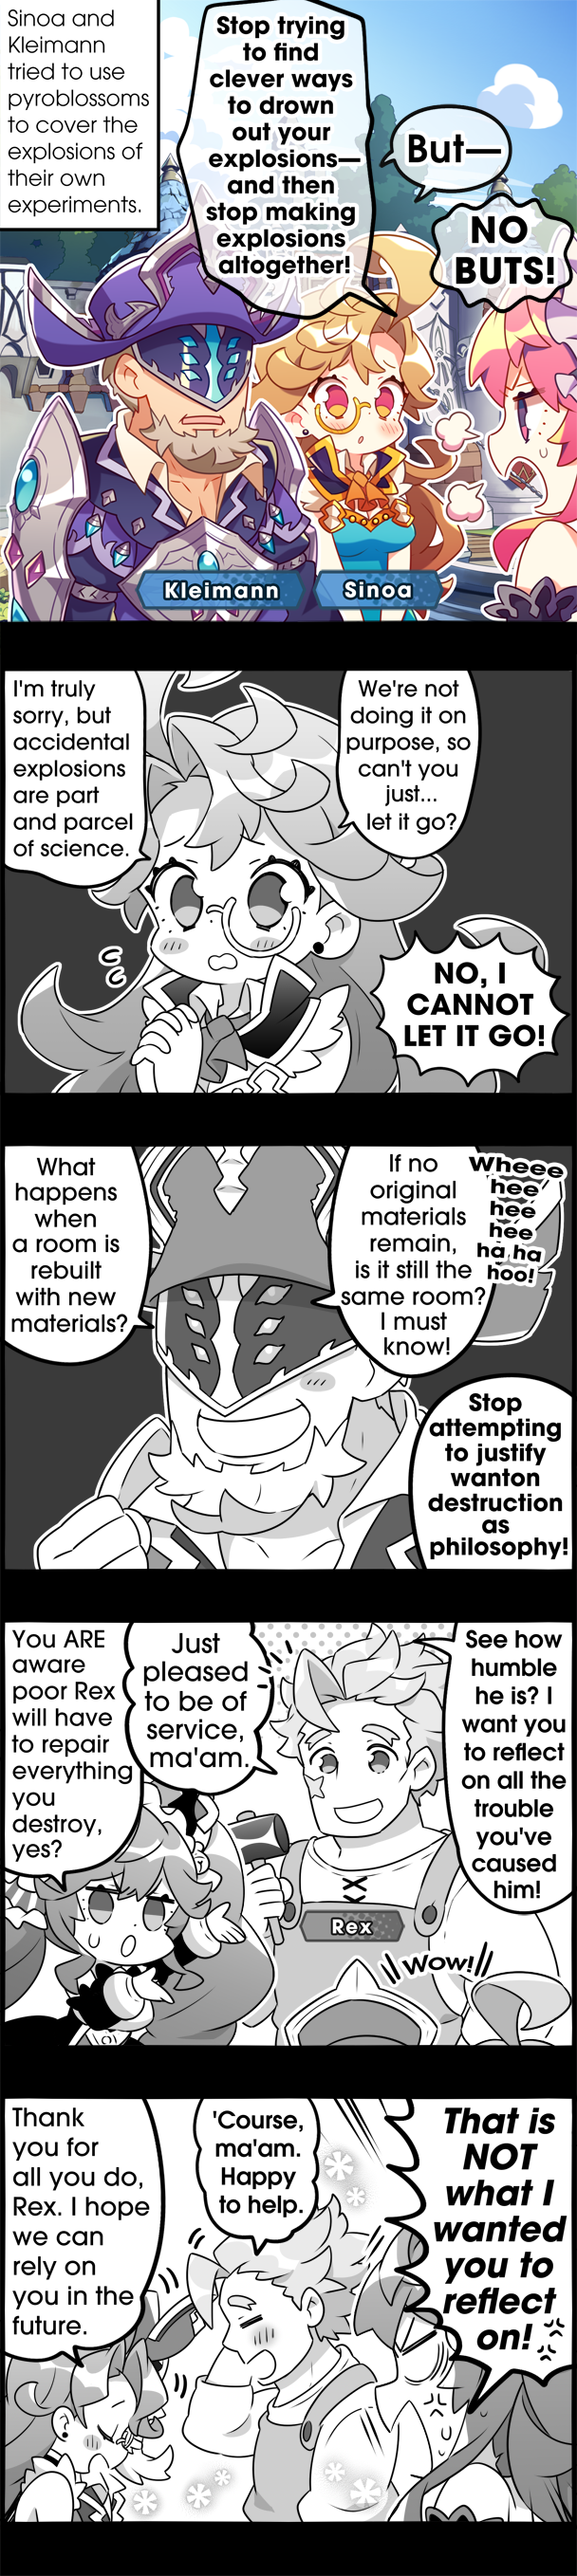 Sinoa and
Kleimann
tried to use
pyroblossoms
to cover the
explosions of
their own
experiments.
Stop trying
to find
clever ways
to drown
out your
explosions—
and then
stop making
explosions
altogether!
But—
NO
BUTS!
Kleimann
Sinoa
I'm truly
sorry, but
accidental
explosions
are part
and parcel
of science.
We're not
doing it on
purpose, so
can't you
just...
let it go?
NO, I
CANNOT
LET IT GO!
What
happens
when
a room is
rebuilt
with new
materials?
If no
original
materials
remain,
is it still the
same room?
I must
know!
Wheee
hee
hee
hee
ha ha
hoo!
Stop
attempting
to justify
wanton
destruction
as
philosophy!
You ARE
aware
poor Rex
will have
to repair
everything
you
destroy,
yes?
Just
pleased
to be of
service,
ma'am.
See how
humble
he is? I
want you
to reflect
on all the
trouble
you've
caused
him!
Rex
Wow!
Thank
you for
all you do,
Rex. I hope
we can
rely on
you in the
future.
'Course,
ma'am.
Happy
to help.
That is
NOT
what I
wanted
you to
reflect
on!